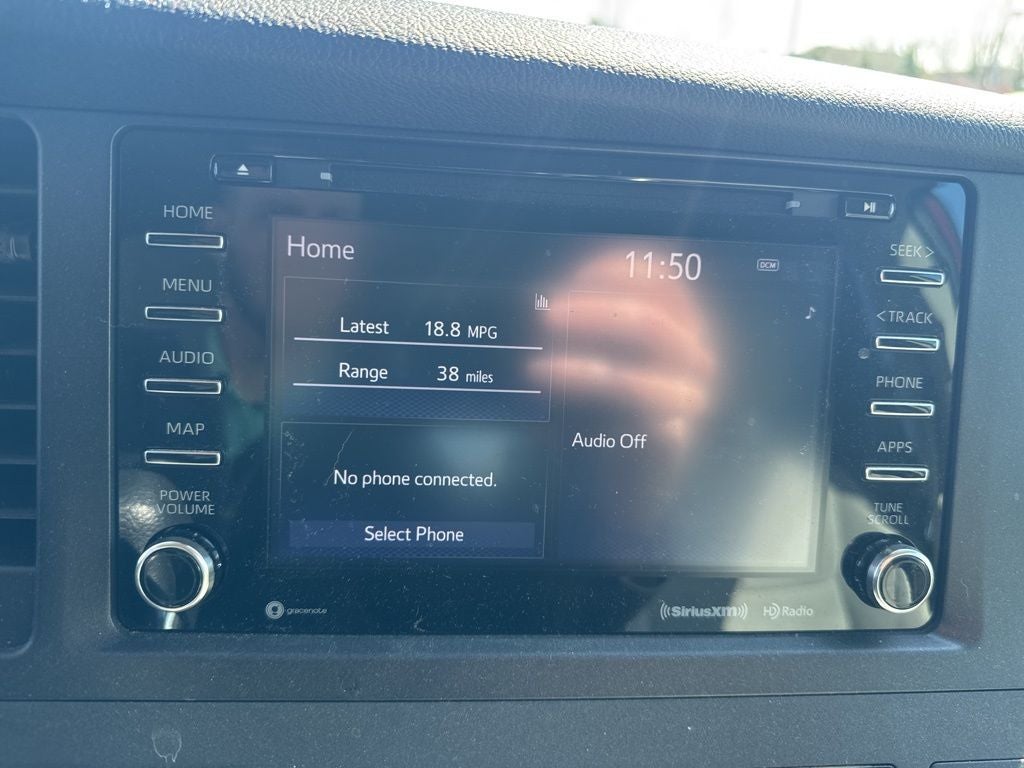 HOME
MENU
AUDIO
MAP
POWER
VOLUME
Home
11:50
DCM
Latest 18.8 MPG
Range 38 miles
No phone connected.
Select Phone
Audio Off
SEEK >
< TRACK
PHONE
APPS
TUNE
SCROLL
gracenote
SiriusXM
HD Radio